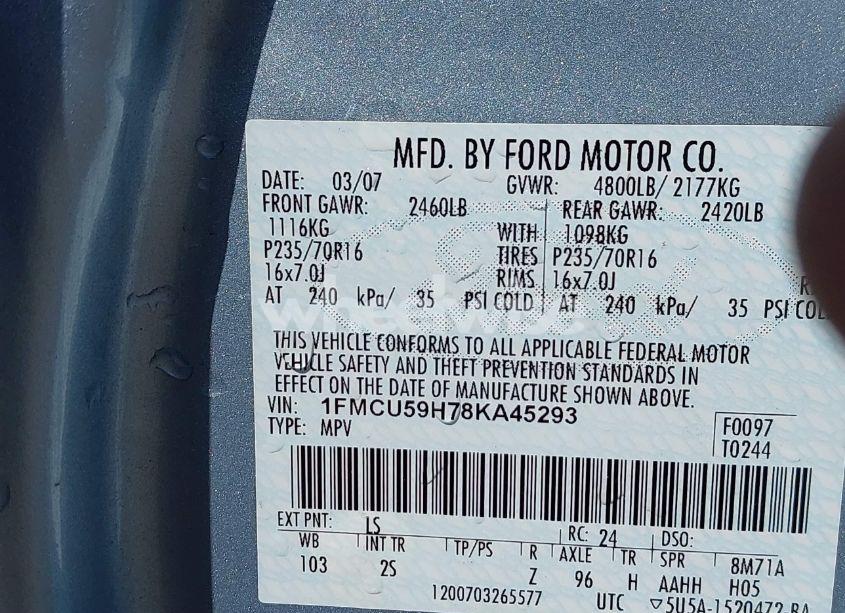 MFD. BY FORD MOTOR CO.
DATE: 03/07 GVWR: 4800LB/ 2177KG
FRONT GAWR: 2460LB REAR GAWR: 2420LB
1116KG WITH 1098KG
P235/70R16 TIRES P235/70R16
16x7.0J RIMS 16x7.0J
AT 240 kPa/ 35 PSI COLD AT 240 kPa/ 35 PSI COL
THIS VEHICLE CONFORMS TO ALL APPLICABLE FEDERAL MOTOR
VEHICLE SAFETY AND THEFT PREVENTION STANDARDS IN
EFFECT ON THE DATE OF MANUFACTURE SHOWN ABOVE.
VIN: 1FMCU59H78KA45293
TYPE: MPV
F0097
T0244
EXT PNT: LS RC: 24 DSO:
WB INT TR TP/PS R AXLE TR SPR 8M71A
103 2S Z 96 H AAHH H05
1200703265577 UTC ▽5U5A-1520472-BA